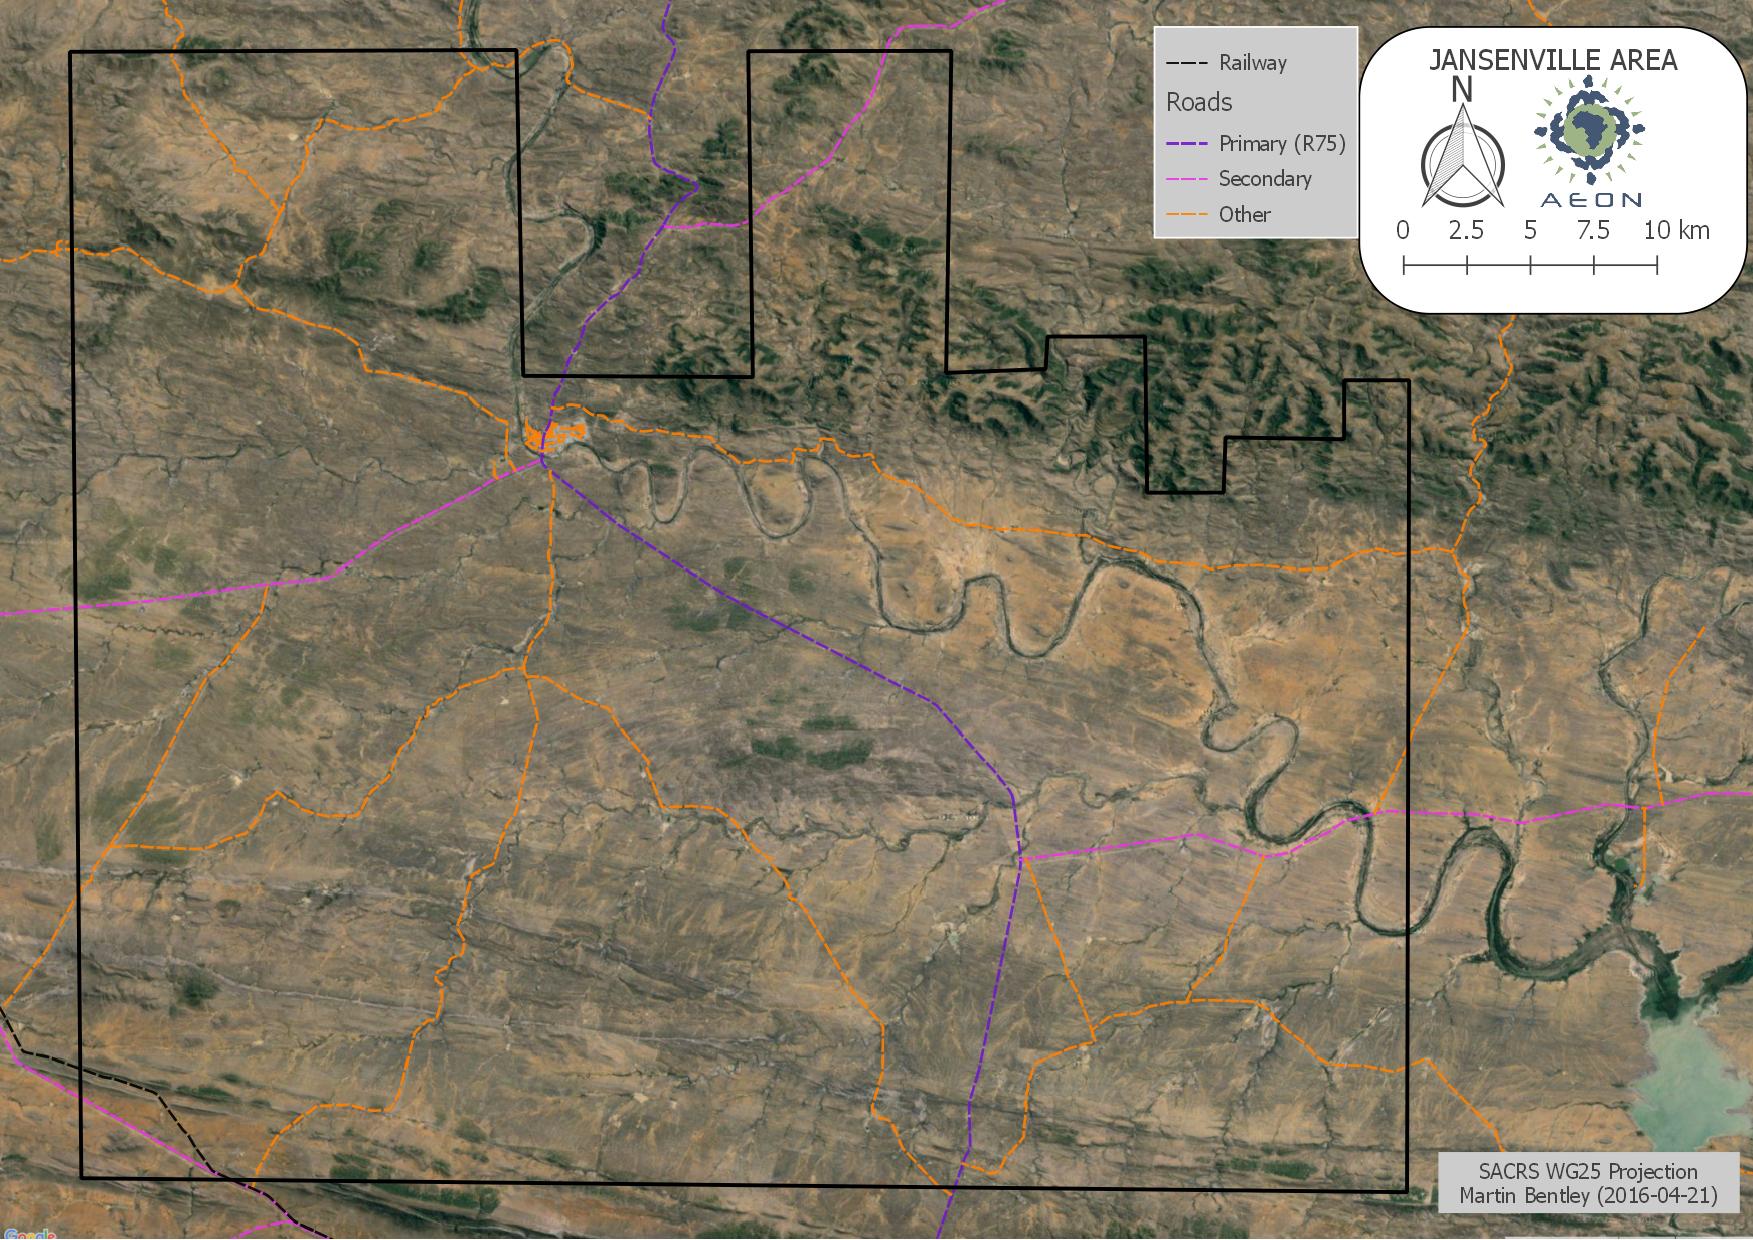 Railway
Roads
Primary (R75)
Secondary
Other
JANSENVILLE AREA
N
AEON
0 2.5 5 7.5 10 km
SACRS WG25 Projection
Martin Bentley (2016-04-21)
Google